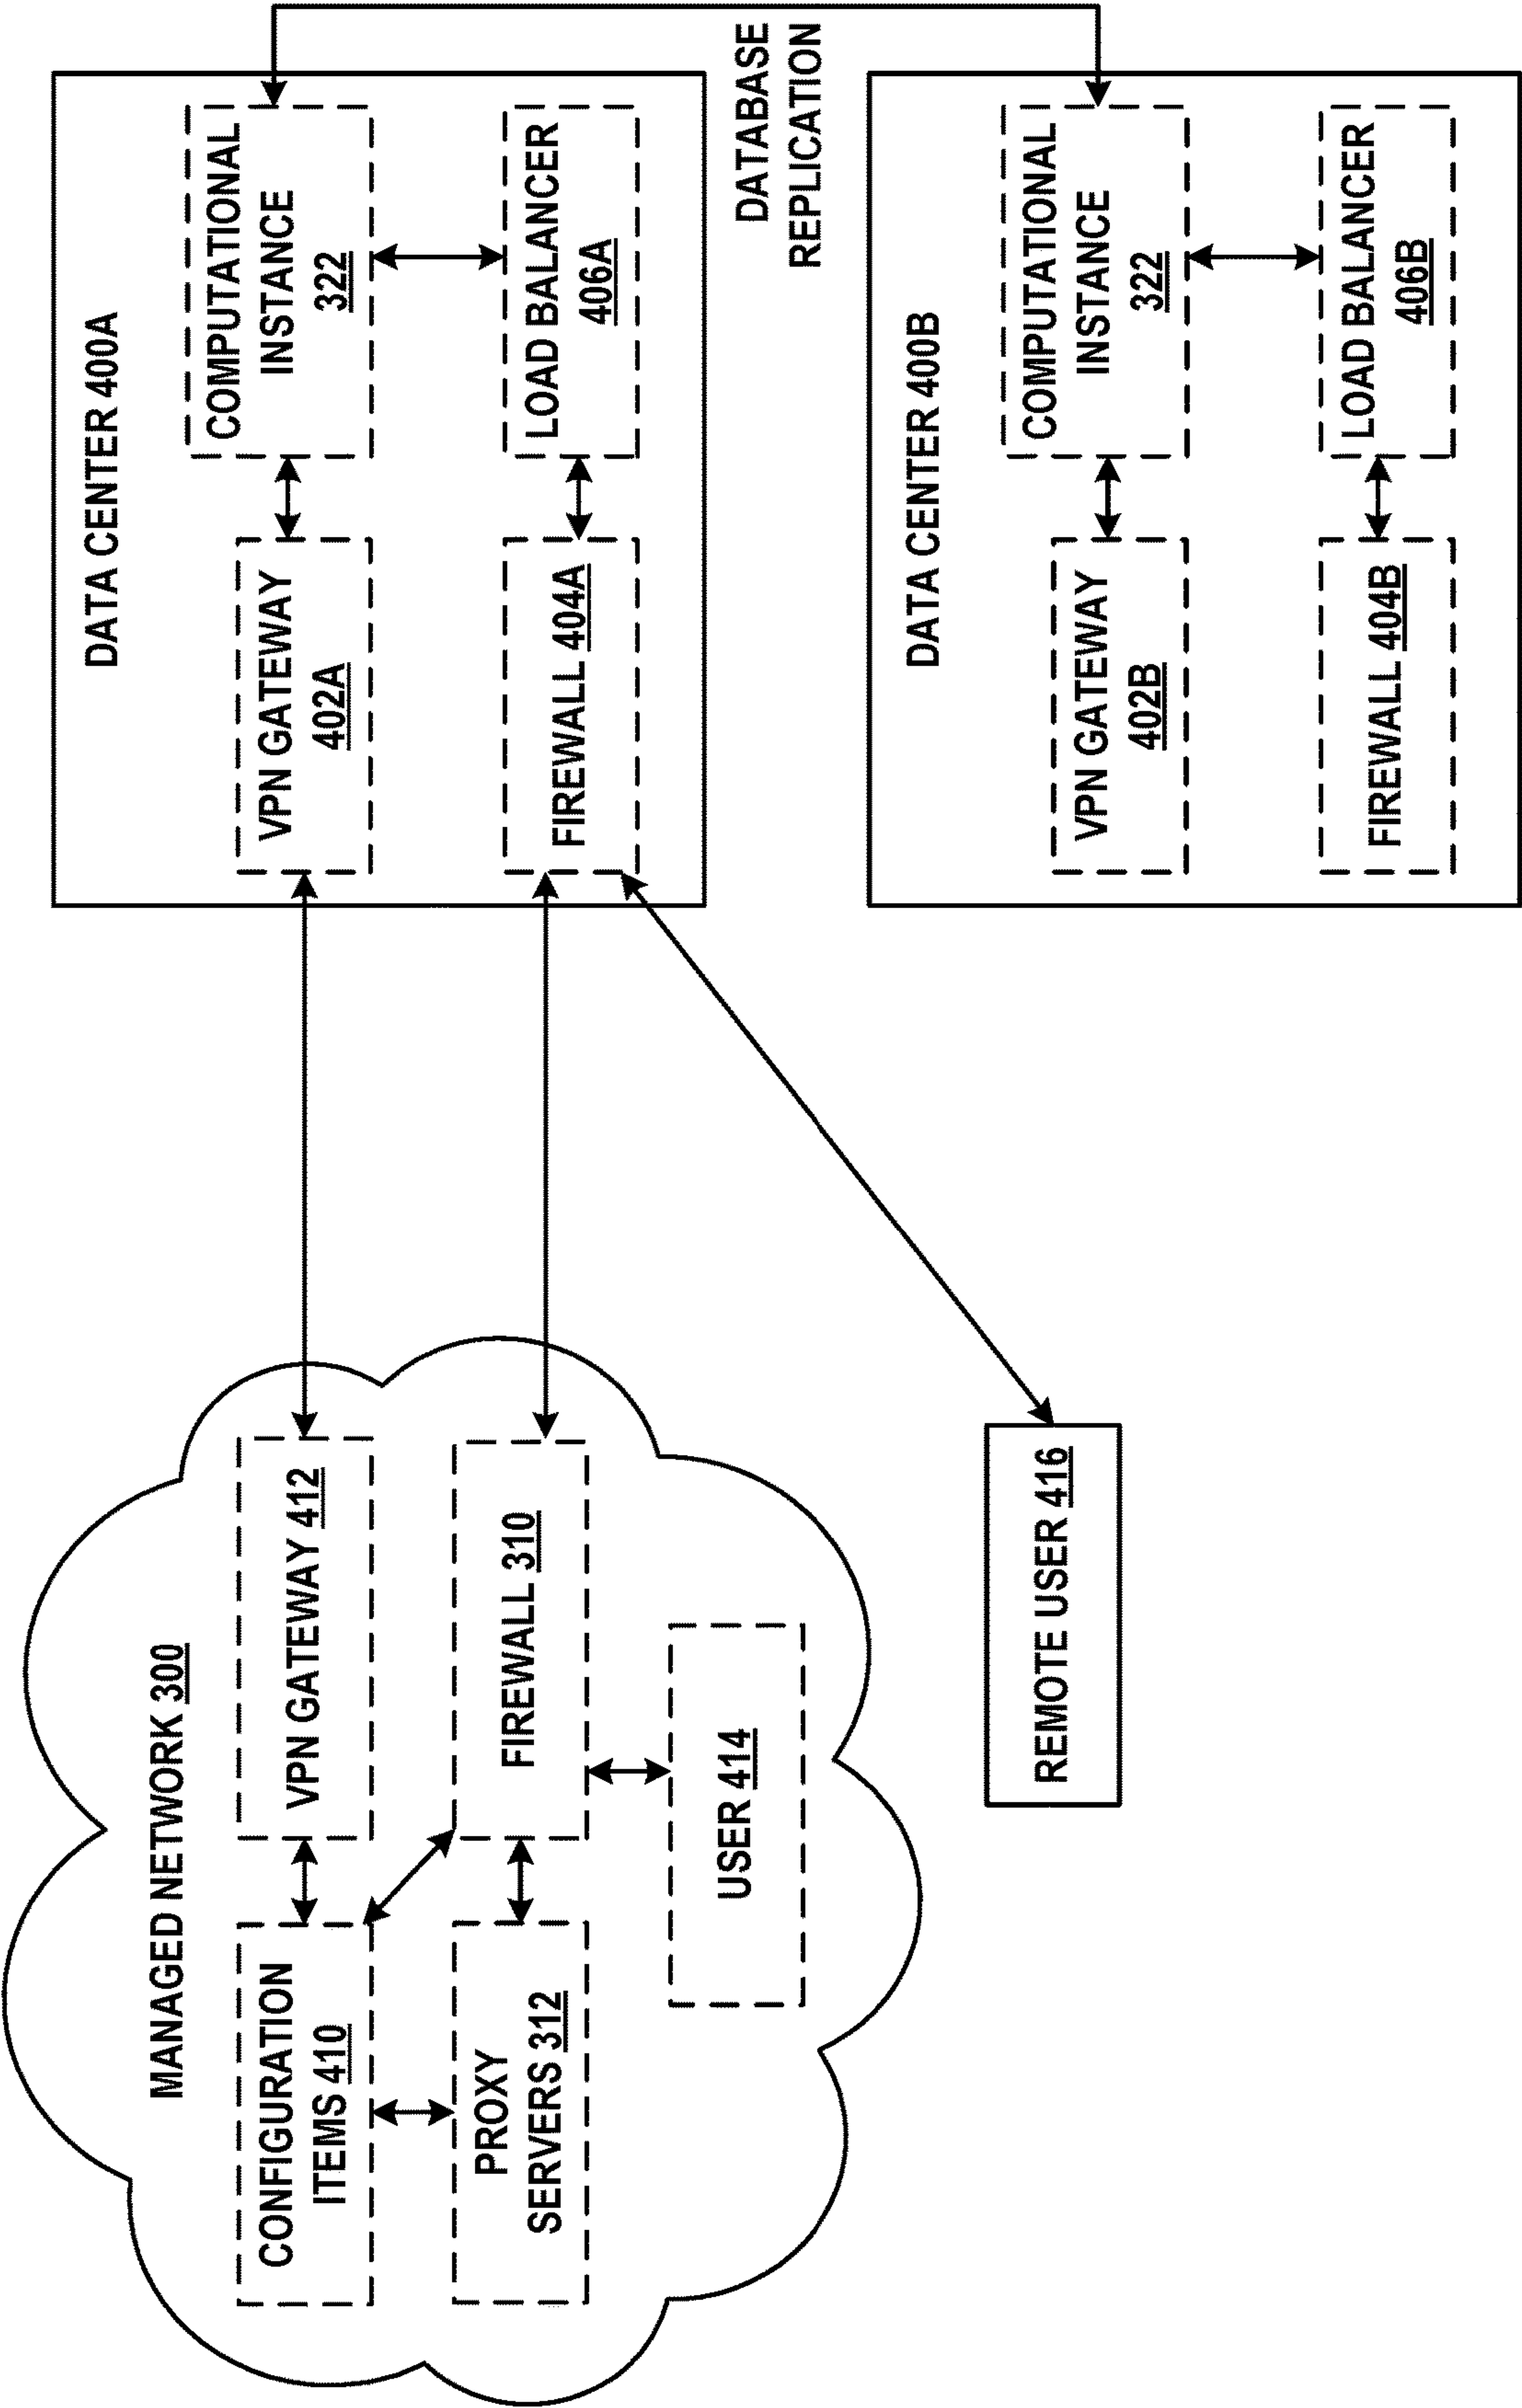 MANAGED NETWORK 300
CONFIGURATION
ITEMS 410
VPN GATEWAY 412
PROXY
SERVERS 312
FIREWALL 310
USER 414
REMOTE USER 416
DATA CENTER 400A
VPN GATEWAY
402A
COMPUTATIONAL
INSTANCE
322
FIREWALL 404A
LOAD BALANCER
406A
DATABASE
REPLICATION
DATA CENTER 400B
VPN GATEWAY
402B
COMPUTATIONAL
INSTANCE
322
FIREWALL 404B
LOAD BALANCER
406B